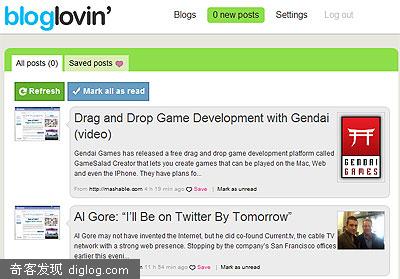 bloglovin' Blogs 0 new posts Settings Log out
All posts (0) Saved posts
Refresh Mark all as read
Drag and Drop Game Development with Gendai
(video)
Gendai Games has released a free drag and drop game development platform called
GameSalad Creator that lets you create games that can be played on the Mac, Web
and even the IPhone. They have plans fo...
GENDAI
GAMES
From http://mashable.com 4 h 19 min ago Save | Mark as unread
Al Gore: “I'll Be on Twitter By Tomorrow”
Al Gore may not have invented the Internet, but he did co-found Current.tv, the cable TV
network with a strong web presence. Stopping by the company's San Francisco offices
earlier this eveni...
11 h 54 min ago Save | Mark as unread
奇客发现 diglog.com